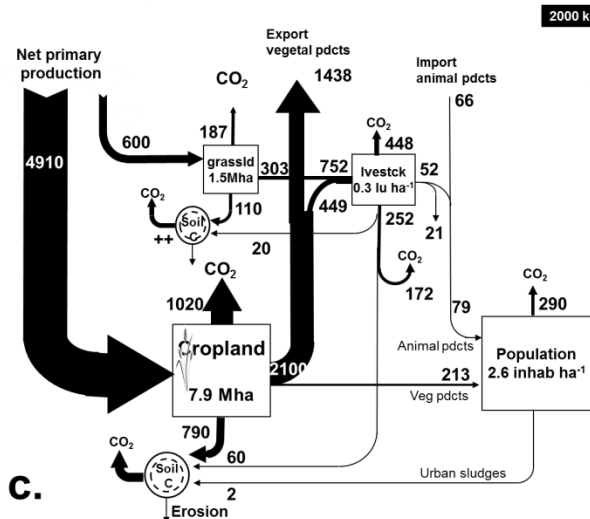 2000 k
Export
vegetal pdcts
1438
Net primary
production
Import
animal pdcts
66
CO2
CO2
600
187
448
4910
grassld
1.5Mha
303
752
lvestck
0.3 lu ha-1
52
449
110
252
21
CO2
Soil
C
++
20
CO2
172
CO2
1020
CO2
79
290
Cropland
7.9 Mha
2100
Animal pdcts
Population
2.6 inhab ha-1
213
Veg pdcts
790
CO2
60
Soil
C
2
Urban sludges
Erosion
c.